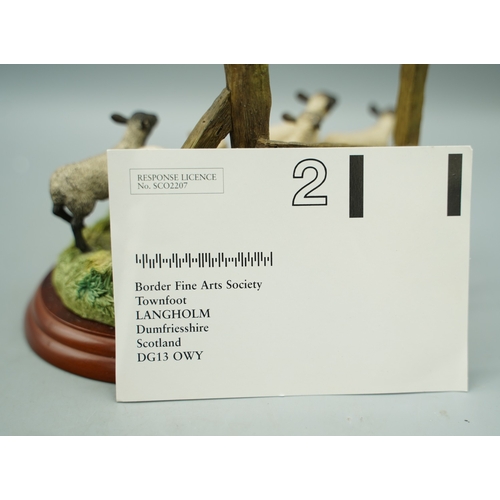 RESPONSE LICENCE
No. SCO2207
2
Border Fine Arts Society
Townfoot
LANGHOLM
Dumfriesshire
Scotland
DG13 OWY